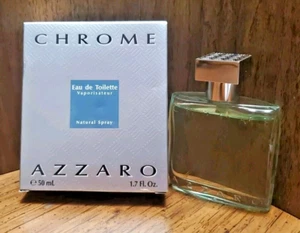 CHROME
Eau de Toilette
Vaporisateur
Natural Spray
AZZARO
e 50 ml. 1.7 Fl. Oz.